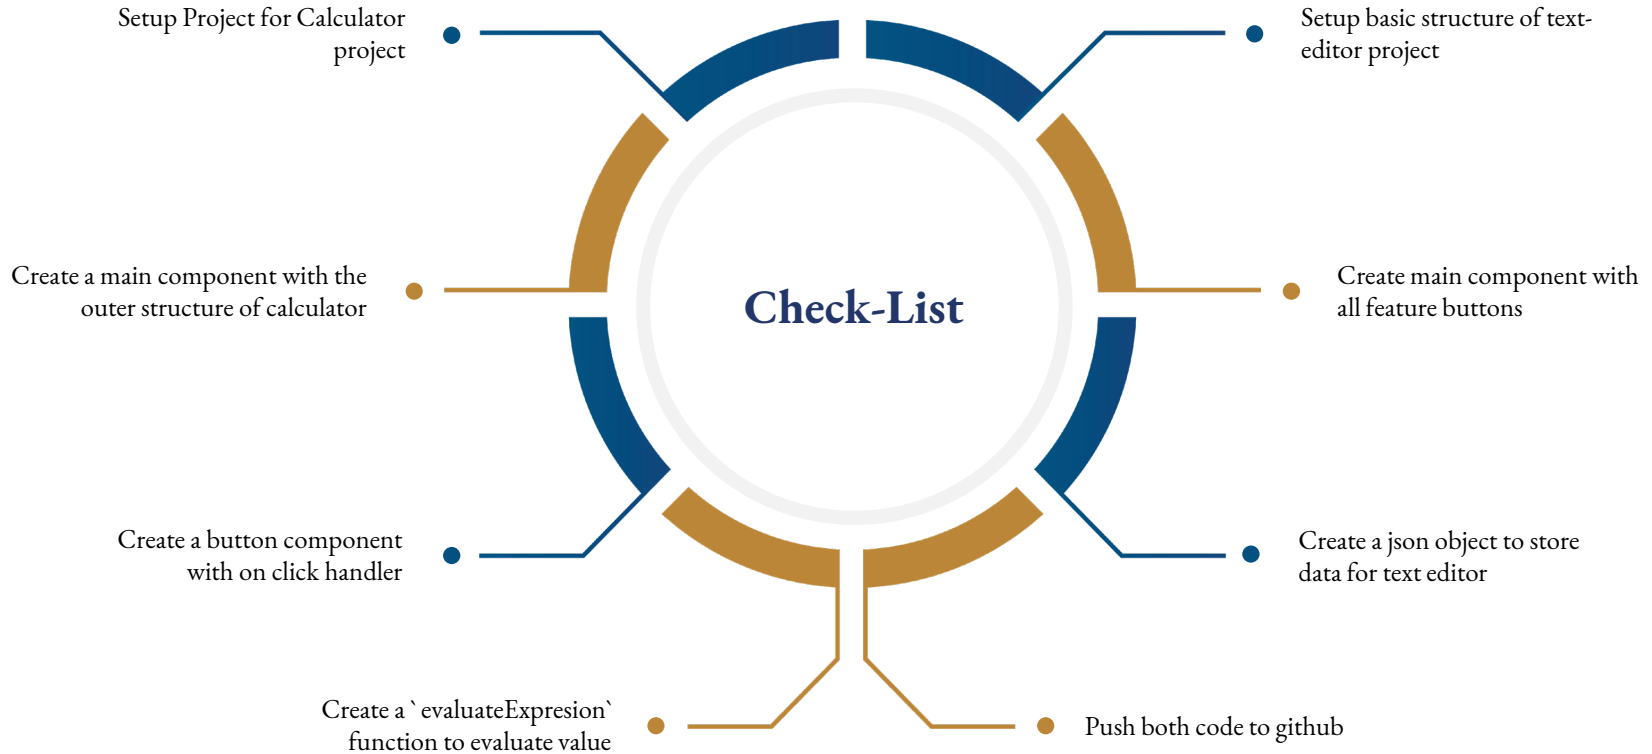 Setup Project for Calculator
project
Setup basic structure of text-
editor project
Create a main component with the
outer structure of calculator
Create main component with
all feature buttons
Check-List
Create a button component
with on click handler
Create a json object to store
data for text editor
Create a `evaluateExpresion`
function to evaluate value
Push both code to github